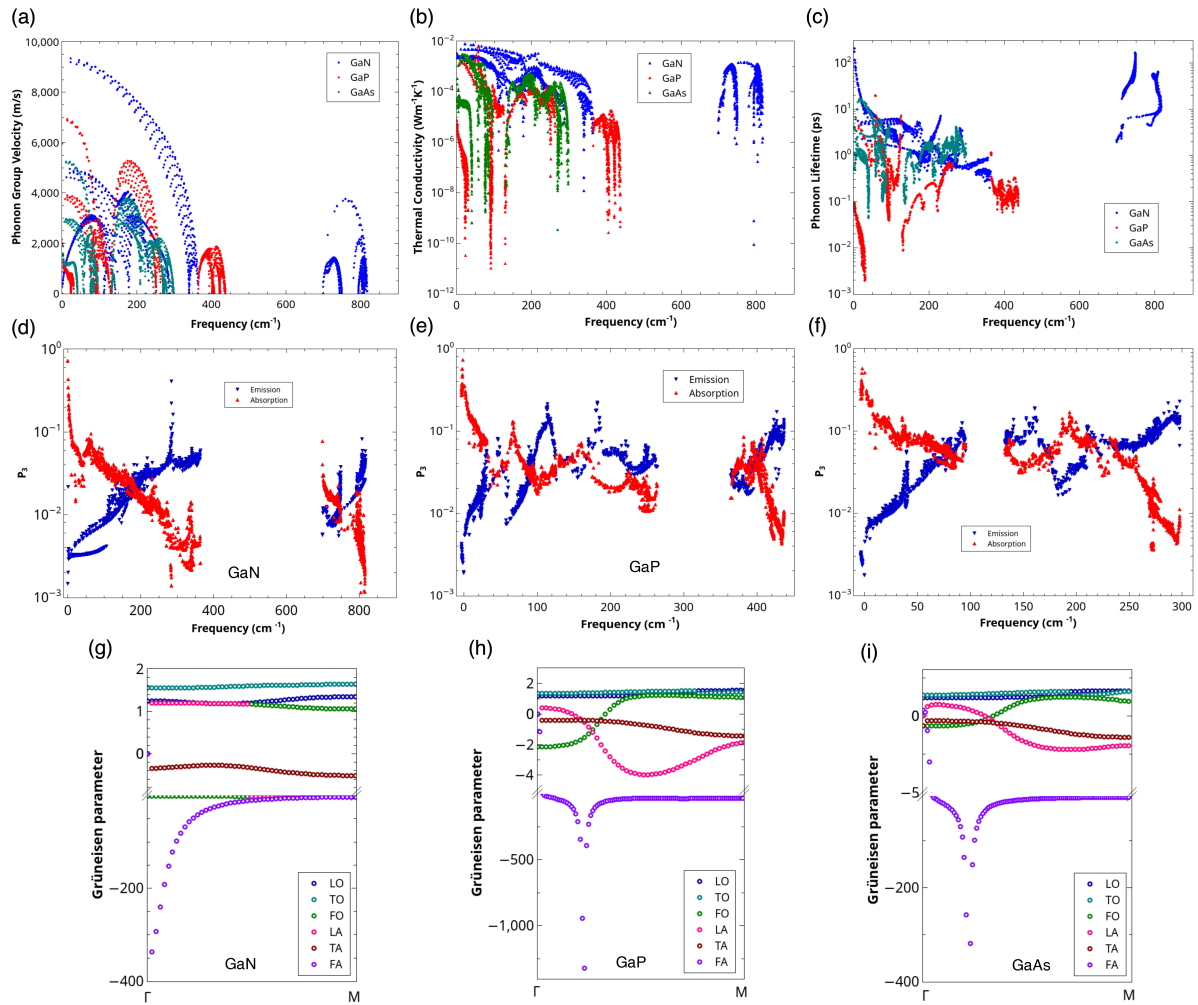 (a)
10,000
8,000
6,000
4,000
2,000
0
0
200
400
600
800
Phonon Group Velocity (m/s)
Frequency (cm⁻¹)
GaN
GaP
GaAs
(b)
10⁻²
10⁻⁴
10⁻⁶
10⁻⁸
10⁻¹⁰
10⁻¹²
0
200
400
600
800
Thermal Conductivity (Wm⁻¹K⁻¹)
Frequency (cm⁻¹)
GaN
GaP
GaAs
(c)
10²
10¹
10⁰
10⁻¹
10⁻²
10⁻³
0
200
400
600
800
Phonon Lifetime (ps)
Frequency (cm⁻¹)
GaN
GaP
GaAs
(d)
10⁰
10⁻¹
10⁻²
10⁻³
0
200
400
600
800
P₃
Frequency (cm⁻¹)
Emission
Absorption
GaN
(e)
10⁰
10⁻¹
10⁻²
10⁻³
0
100
200
300
400
P₃
Frequency (cm⁻¹)
Emission
Absorption
GaP
(f)
10⁰
10⁻¹
10⁻²
10⁻³
0
50
100
150
200
250
300
P₃
Frequency (cm⁻¹)
Emission
Absorption
(g)
2
1
0
−200
−400
Grüneisen parameter
LO
TO
FO
LA
TA
FA
GaN
Γ
M
(h)
2
0
−2
−4
−500
−1,000
Grüneisen parameter
LO
TO
FO
LA
TA
FA
GaP
Γ
M
(i)
0
−5
−200
−400
Grüneisen parameter
LO
TO
FO
LA
TA
FA
GaAs
Γ
M